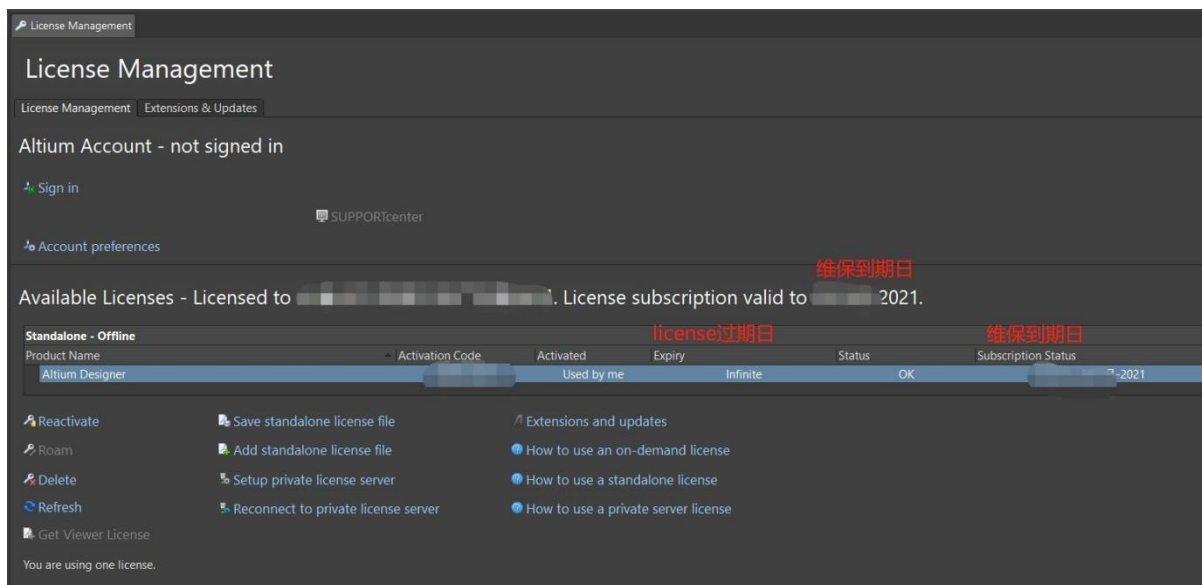 License Management
License Management
License Management Extensions & Updates
Altium Account - not signed in
Sign in
SUPPORTcenter
Account preferences
维保到期日
Available Licenses - Licensed to . License subscription valid to 2021.
Standalone - Offline license过期日 维保到期日
Product Name Activation Code Activated Expiry Status Subscription Status
Altium Designer Used by me Infinite OK -2021
Reactivate Save standalone license file Extensions and updates
Roam Add standalone license file How to use an on-demand license
Delete Setup private license server How to use a standalone license
Refresh Reconnect to private license server How to use a private server license
Get Viewer License
You are using one license.